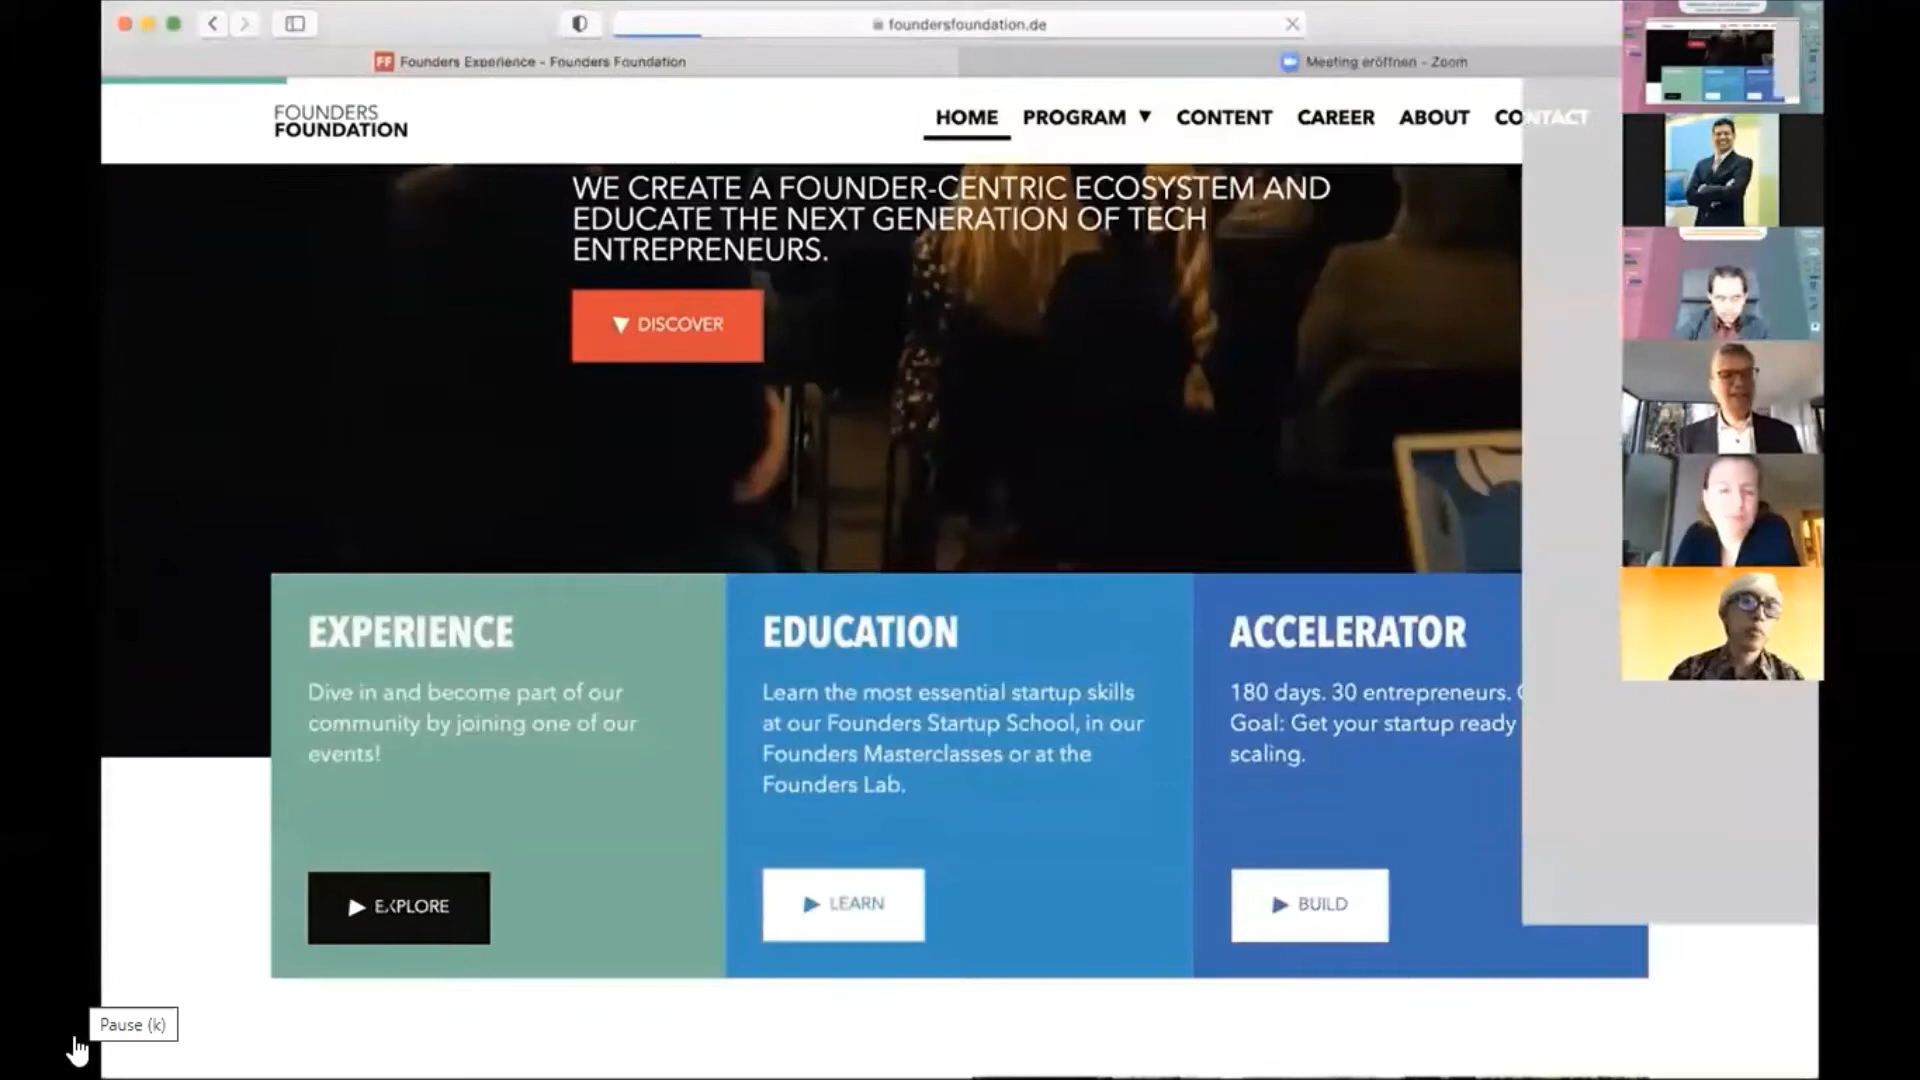 foundersfoundation.de
FF Founders Experience - Founders Foundation
Meeting eröffnen - Zoom
FOUNDERS
FOUNDATION
HOME PROGRAM ▼ CONTENT CAREER ABOUT CONTACT
WE CREATE A FOUNDER-CENTRIC ECOSYSTEM AND
EDUCATE THE NEXT GENERATION OF TECH
ENTREPRENEURS.
▼ DISCOVER
EXPERIENCE
Dive in and become part of our
community by joining one of our
events!
▶ EXPLORE
EDUCATION
Learn the most essential startup skills
at our Founders Startup School, in our
Founders Masterclasses or at the
Founders Lab.
▶ LEARN
ACCELERATOR
180 days. 30 entrepreneurs.
Goal: Get your startup ready
scaling.
▶ BUILD
Pause (k)